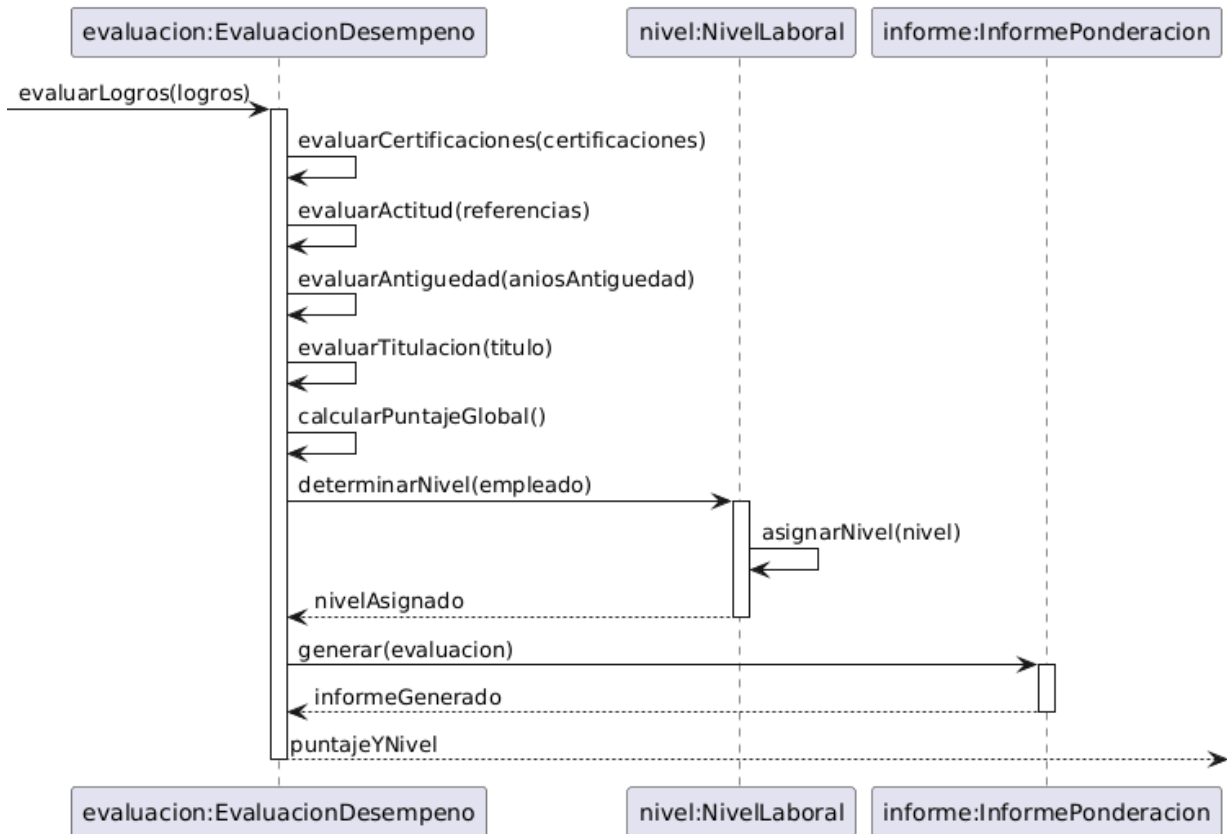 evaluacion:EvaluacionDesempeno
nivel:NivelLaboral
informe:InformePonderacion
evaluarLogros(logros)
evaluarCertificaciones(certificaciones)
evaluarActitud(referencias)
evaluarAntiguedad(aniosAntiguedad)
evaluarTitulacion(titulo)
calcularPuntajeGlobal()
determinarNivel(empleado)
asignarNivel(nivel)
nivelAsignado
generar(evaluacion)
informeGenerado
puntajeYNivel
evaluacion:EvaluacionDesempeno
nivel:NivelLaboral
informe:InformePonderacion